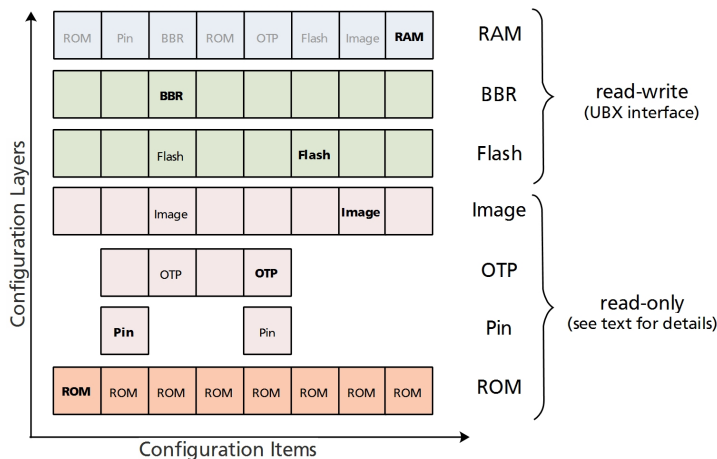 ROM Pin BBR ROM OTP Flash Image RAM RAM
BBR BBR
read-write
(UBX interface)
Flash Flash Flash
Image Image Image
OTP OTP OTP
read-only
(see text for details)
Pin Pin Pin
ROM ROM ROM ROM ROM ROM ROM ROM ROM
Configuration Layers
Configuration Items